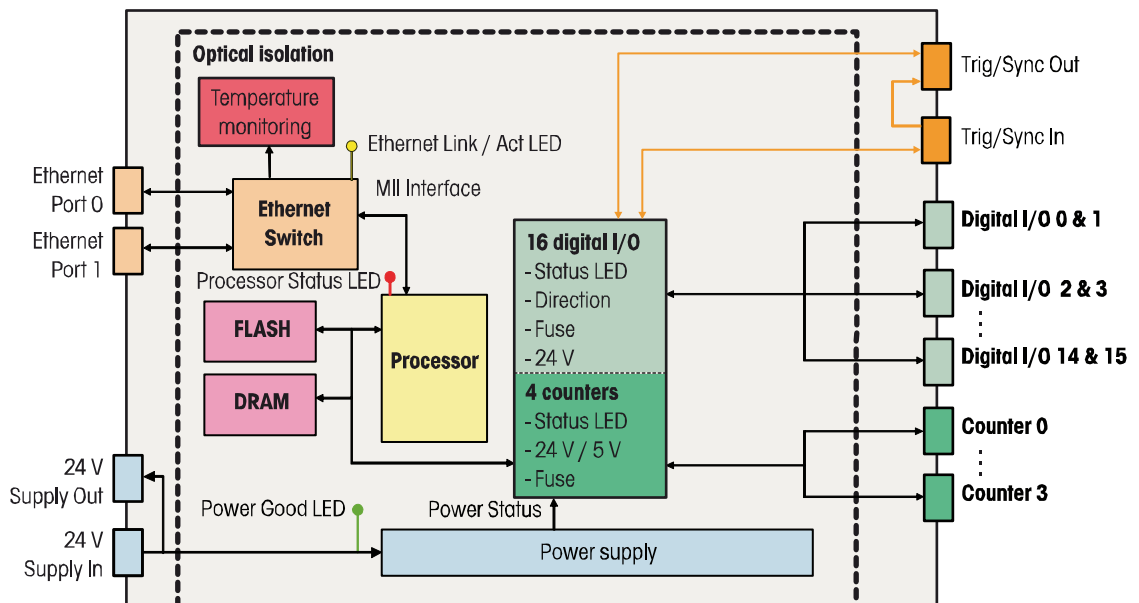 Optical isolation
Temperature
monitoring
Ethernet Link / Act LED
MII Interface
Ethernet
Port 0
Ethernet
Port 1
Ethernet
Switch
Processor Status LED
FLASH
DRAM
Processor
16 digital I/O
- Status LED
- Direction
- Fuse
- 24 V
4 counters
- Status LED
- 24 V / 5 V
- Fuse
Trig/Sync Out
Trig/Sync In
Digital I/O 0 & 1
Digital I/O 2 & 3
Digital I/O 14 & 15
Counter 0
Counter 3
24 V
Supply Out
24 V
Supply In
Power Good LED
Power Status
Power supply